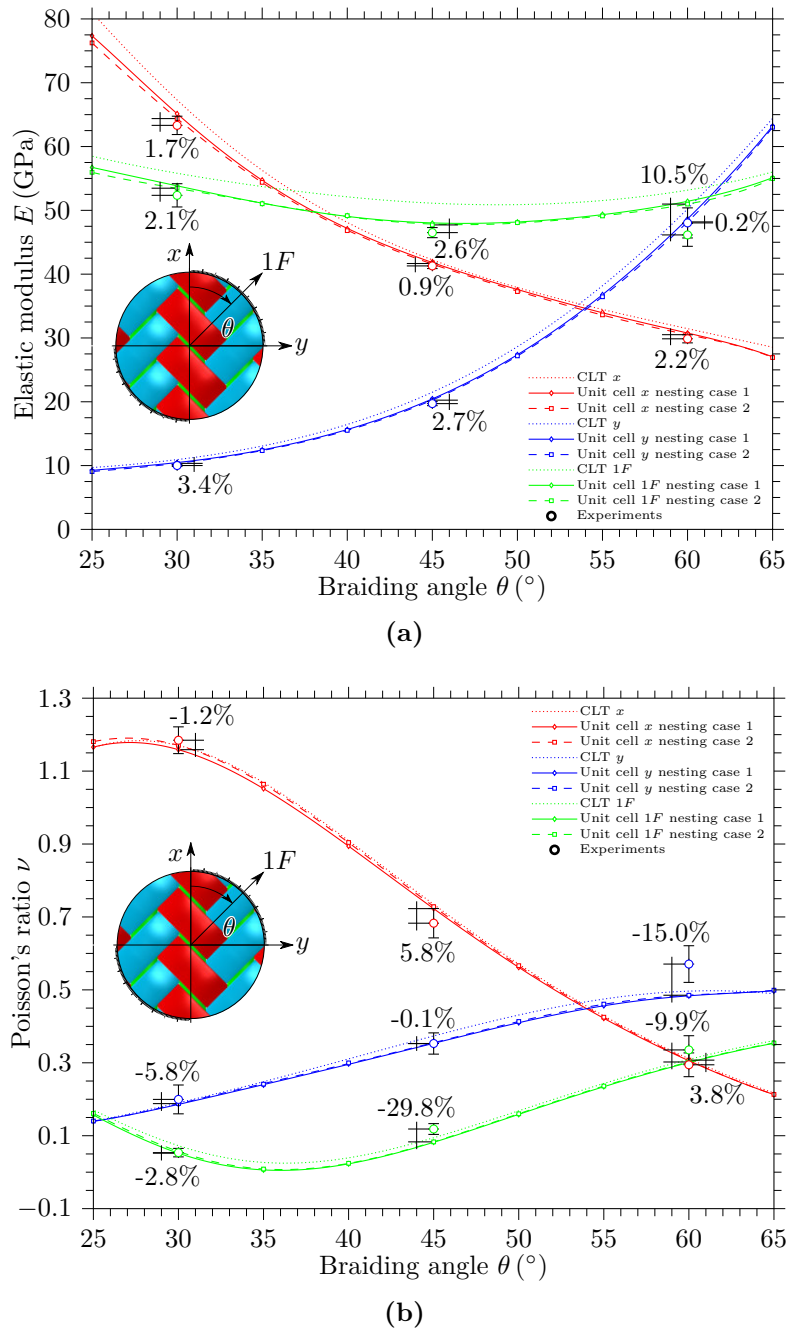 80
70
60
50
40
30
20
10
0
Elastic modulus E (GPa)
1.7%
2.1%
10.5%
0.2%
2.6%
0.9%
2.2%
2.7%
3.4%
x
1F
θ
y
CLT x
Unit cell x nesting case 1
Unit cell x nesting case 2
CLT y
Unit cell y nesting case 1
Unit cell y nesting case 2
CLT 1F
Unit cell 1F nesting case 1
Unit cell 1F nesting case 2
Experiments
25 30 35 40 45 50 55 60 65
Braiding angle θ (°)
(a)
1.3
1.1
0.9
0.7
0.5
0.3
0.1
−0.1
Poisson's ratio ν
-1.2%
CLT x
Unit cell x nesting case 1
Unit cell x nesting case 2
CLT y
Unit cell y nesting case 1
Unit cell y nesting case 2
CLT 1F
Unit cell 1F nesting case 1
Unit cell 1F nesting case 2
Experiments
x
1F
θ
y
5.8%
-15.0%
-0.1%
-9.9%
-5.8%
-29.8%
3.8%
-2.8%
25 30 35 40 45 50 55 60 65
Braiding angle θ (°)
(b)